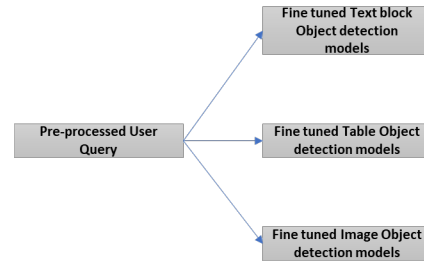 Fine tuned Text block
Object detection
models
Pre-processed User
Query
Fine tuned Table Object
detection models
Fine tuned Image Object
detection models